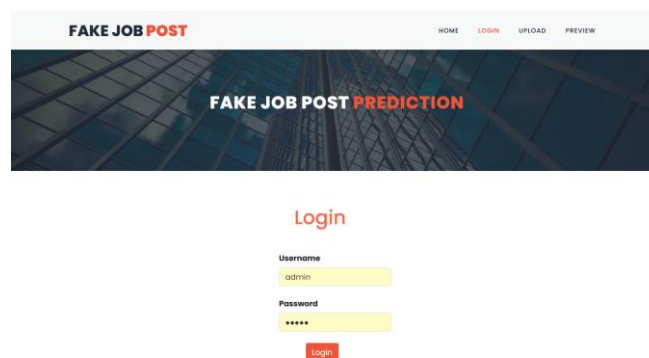 FAKE JOB POST
HOME LOGIN UPLOAD PREVIEW
FAKE JOB POST PREDICTION
Login
Username
admin
Password
•••••
Login